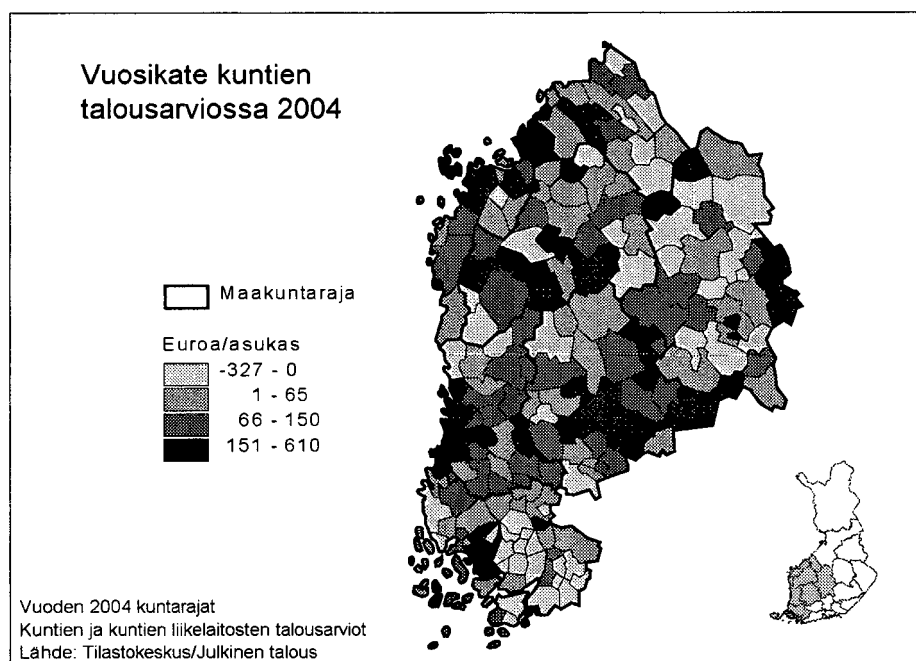 Vuosikate kuntien
talousarviossa 2004
Maakuntaraja
Euroa/asukas
-327 - 0
1 - 65
66 - 150
151 - 610
Vuoden 2004 kuntarajat
Kuntien ja kuntien liikelaitosten talousarviot
Lähde: Tilastokeskus/Julkinen talous